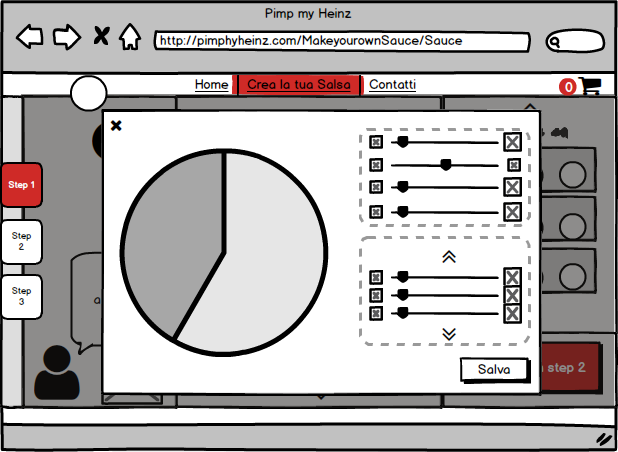 Pimp my Heinz
http://pimphyheinz.com/MakeyourownSauce/Sauce
Home
Crea la tua Salsa
Contatti
0
Step 1
Step
2
Step
3
Salva
step 2